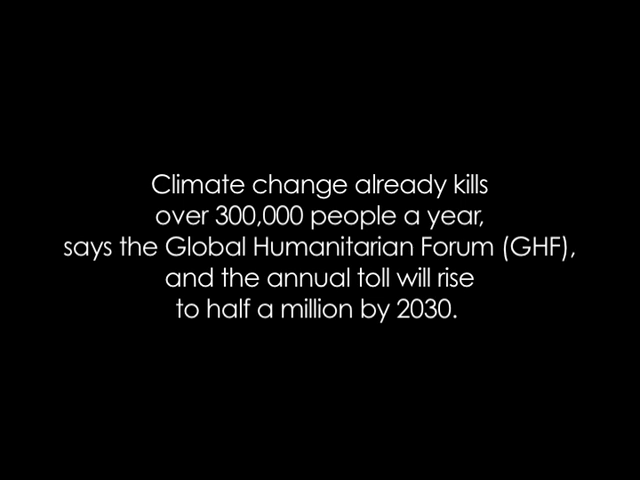 Climate change already kills
over 300,000 people a year,
says the Global Humanitarian Forum (GHF),
and the annual toll will rise
to half a million by 2030.